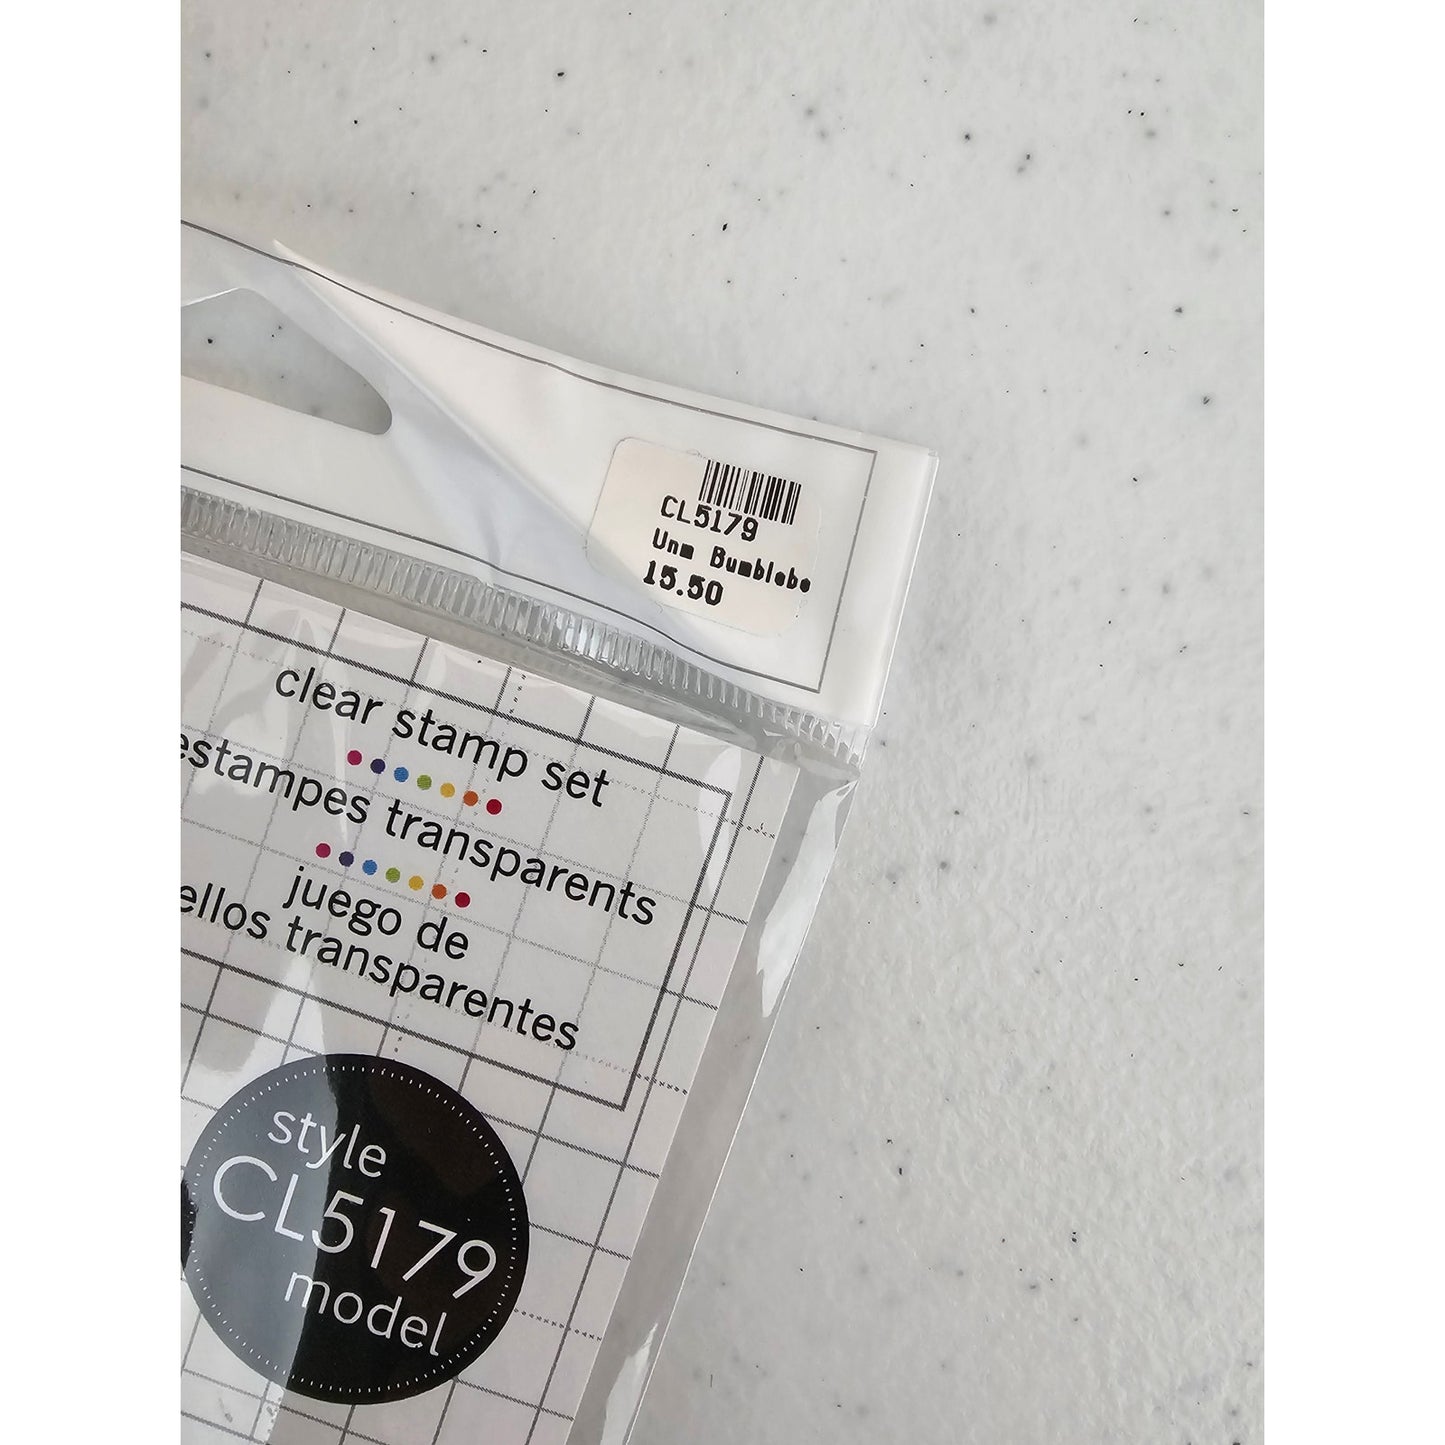 CL5179
Unm Bumblebe
15.50
clear stamp set
estampes transparents
juego de
ellos transparentes
style
CL5179
model